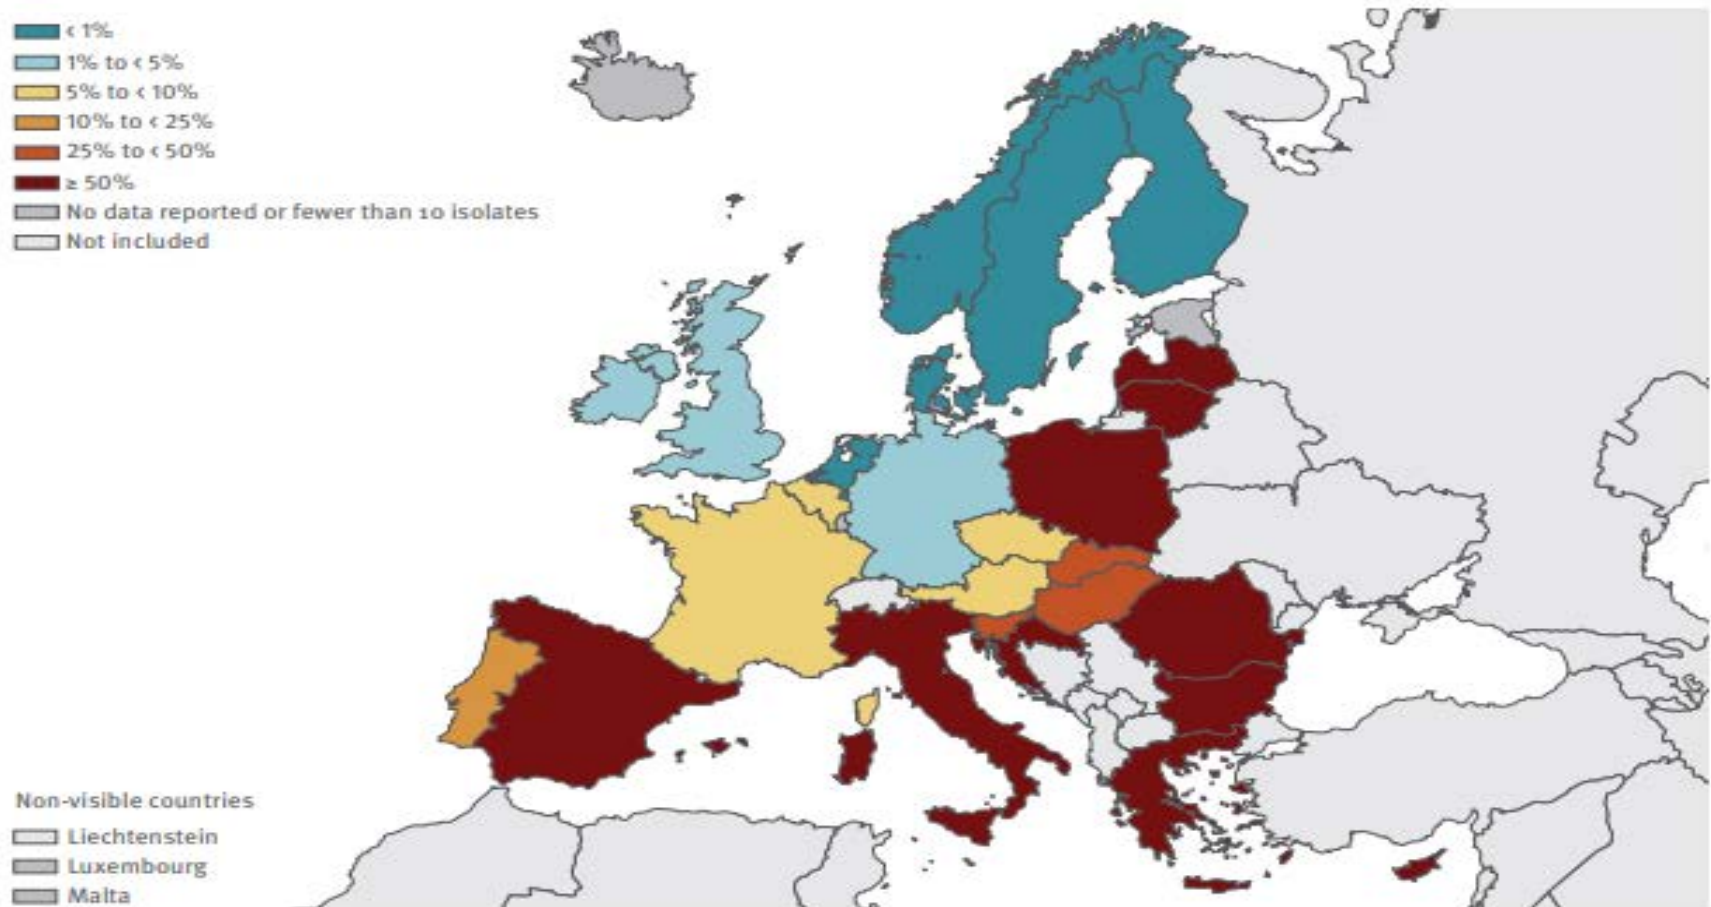 < 1%
1% to < 5%
5% to < 10%
10% to < 25%
25% to < 50%
≥ 50%
No data reported or fewer than 10 isolates
Not included
Non-visible countries
Liechtenstein
Luxembourg
Malta